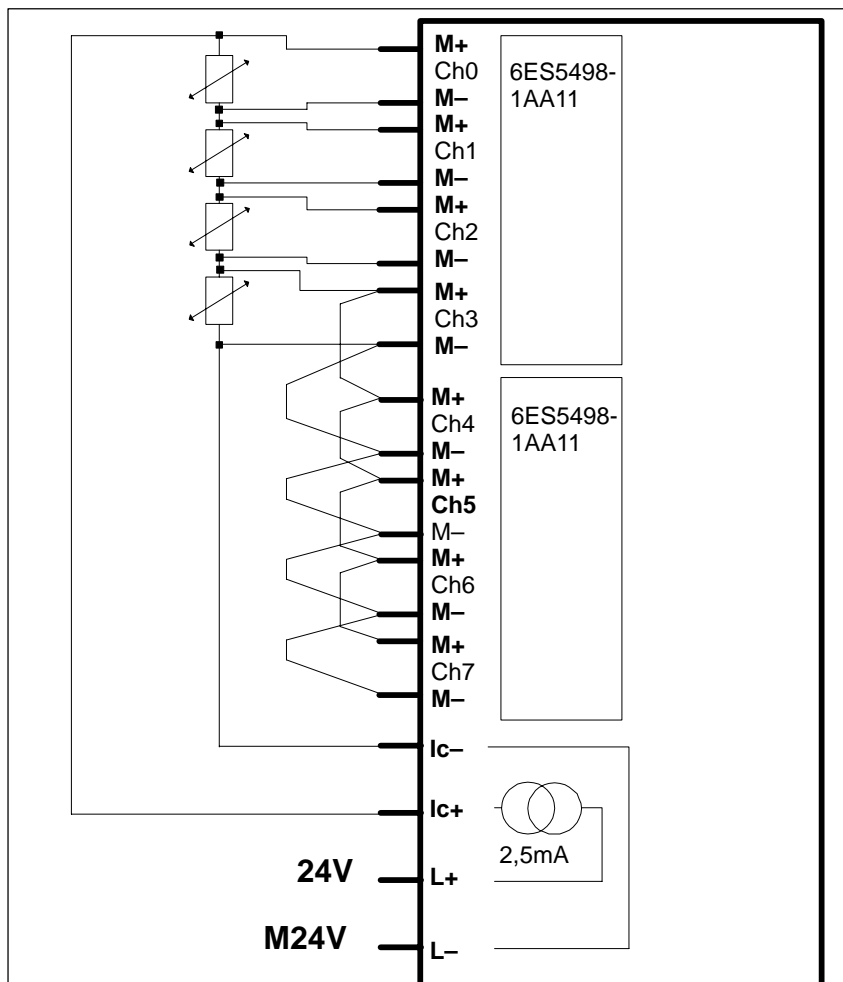 M+
Ch0
M–
M+
Ch1
M–
M+
Ch2
M–
M+
Ch3
M–
6ES5498-
1AA11
M+
Ch4
M–
M+
Ch5
M–
M+
Ch6
M–
M+
Ch7
M–
6ES5498-
1AA11
Ic–
Ic+
2,5mA
24V
L+
M24V
L–